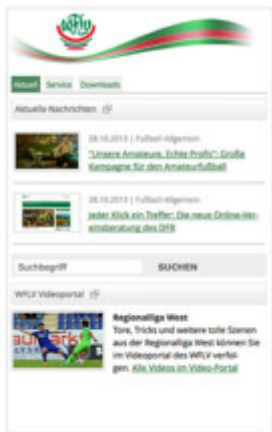 wflv
Aktuell Service Downloads
Aktuelle Nachrichten
29.10.2015 | Fußball-Allgemein
"Unsere Amateure. Echte Profis": Große
Kampagne für den Amateurfußball
28.10.2015 | Fußball-Allgemein
Jeder Klick ein Treffer: Die neue Online-Ver-
einsberatung des DFB
Suchbegriff SUCHEN
WFLV Videoportal
Regionalliga West
Tore, Tricks und weitere tolle Szenen
aus der Regionalliga West können Sie
im Videoportal des WFLV verfol-
gen. Alle Videos im Video-Portal